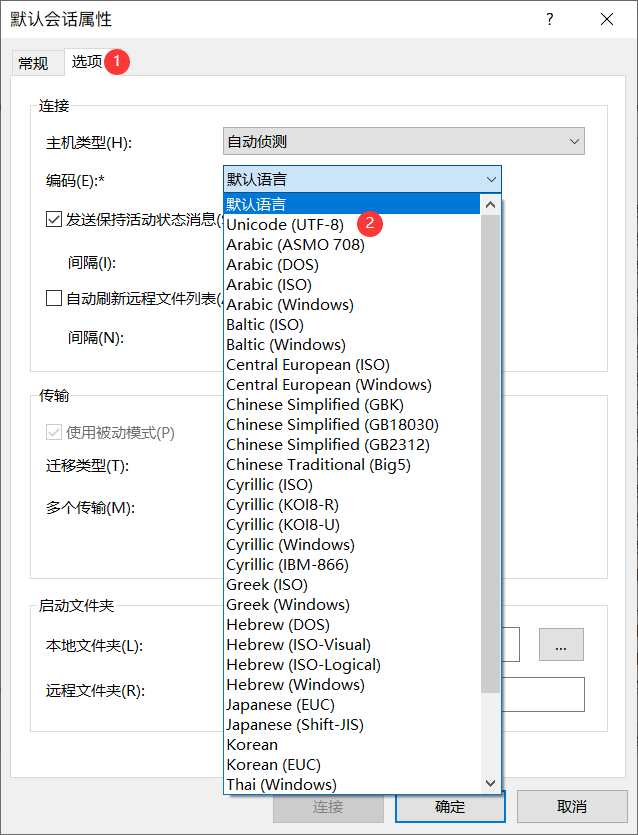 默认会话属性
?
常规
选项
1
连接
主机类型(H):
自动侦测
编码(E):*
默认语言
默认语言
发送保持活动状态消息(
Unicode (UTF-8)
2
Arabic (ASMO 708)
间隔(I):
Arabic (DOS)
Arabic (ISO)
自动刷新远程文件列表(
Arabic (Windows)
Baltic (ISO)
间隔(N):
Baltic (Windows)
Central European (ISO)
Central European (Windows)
传输
Chinese Simplified (GBK)
Chinese Simplified (GB18030)
使用被动模式(P)
Chinese Simplified (GB2312)
迁移类型(T):
Chinese Traditional (Big5)
Cyrillic (ISO)
多个传输(M):
Cyrillic (KOI8-R)
Cyrillic (KOI8-U)
Cyrillic (Windows)
Cyrillic (IBM-866)
Greek (ISO)
启动文件夹
Greek (Windows)
Hebrew (DOS)
本地文件夹(L):
Hebrew (ISO-Visual)
...
Hebrew (ISO-Logical)
远程文件夹(R):
Hebrew (Windows)
Japanese (EUC)
Japanese (Shift-JIS)
Korean
Korean (EUC)
Thai (Windows)
连接
确定
取消